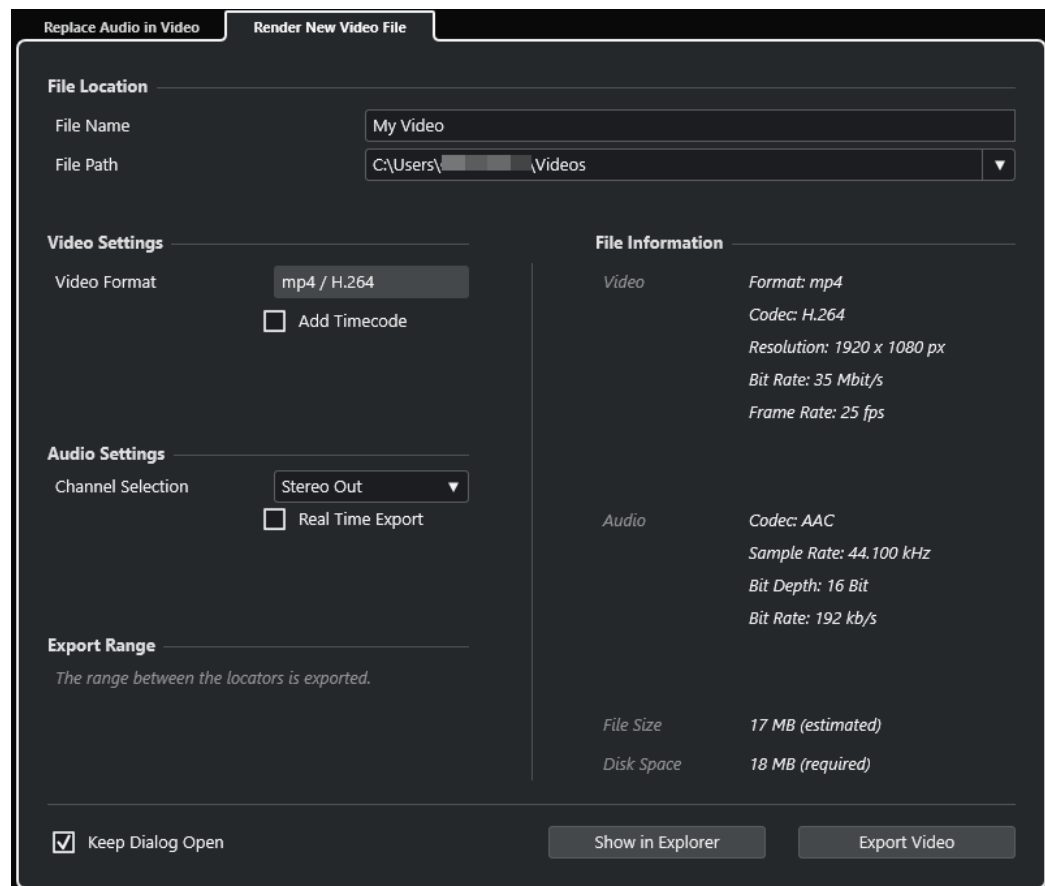 Replace Audio in Video
Render New Video File
File Location
File Name
My Video
File Path
C:\Users\
\Videos
Video Settings
Video Format
mp4 / H.264
Add Timecode
Audio Settings
Channel Selection
Stereo Out
Real Time Export
Export Range
The range between the locators is exported.
File Information
Video
Format: mp4
Codec: H.264
Resolution: 1920 x 1080 px
Bit Rate: 35 Mbit/s
Frame Rate: 25 fps
Audio
Codec: AAC
Sample Rate: 44.100 kHz
Bit Depth: 16 Bit
Bit Rate: 192 kb/s
File Size
17 MB (estimated)
Disk Space
18 MB (required)
Keep Dialog Open
Show in Explorer
Export Video